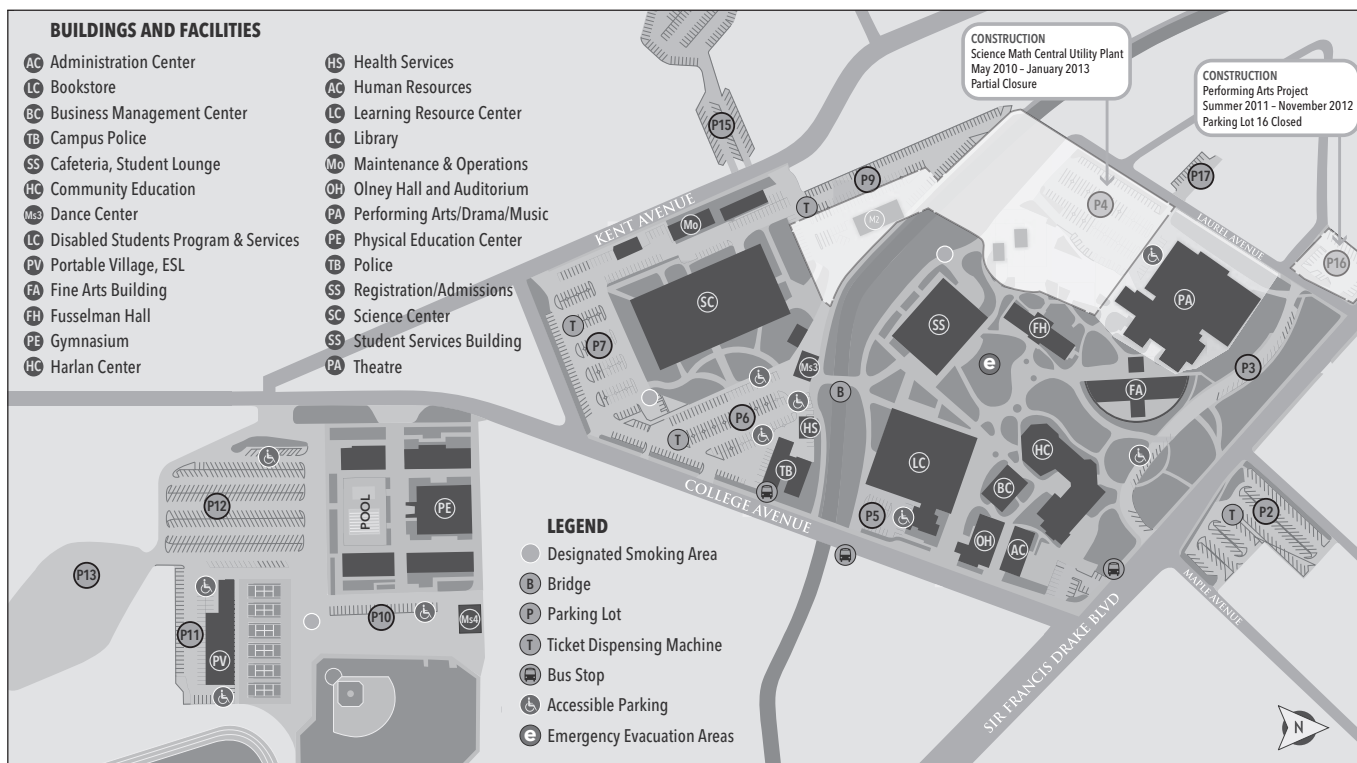 BUILDINGS AND FACILITIES
AC Administration Center
LC Bookstore
BC Business Management Center
TB Campus Police
SS Cafeteria, Student Lounge
HC Community Education
Ms3 Dance Center
LC Disabled Students Program & Services
PV Portable Village, ESL
FA Fine Arts Building
FH Fusselman Hall
PE Gymnasium
HC Harlan Center
HS Health Services
AC Human Resources
LC Learning Resource Center
LC Library
Mo Maintenance & Operations
OH Olney Hall and Auditorium
PA Performing Arts/Drama/Music
PE Physical Education Center
TB Police
SS Registration/Admissions
SC Science Center
SS Student Services Building
PA Theatre
CONSTRUCTION
Science Math Central Utility Plant
May 2010 – January 2013
Partial Closure
CONSTRUCTION
Performing Arts Project
Summer 2011 – November 2012
Parking Lot 16 Closed
P15
P9
P17
P4
T
M2
KENT AVENUE
Mo
LAUREL AVENUE
P16
SC
PA
SS
FH
T
P7
e
P3
Ms3
B
FA
P6
T
HS
HC
TB
LC
BC
COLLEGE AVENUE
P5
OH
AC
P2
T
MAPLE AVENUE
SIR FRANCIS DRAKE BLVD
P12
POOL
PE
P13
P11
P10
Ms4
PV
LEGEND
Designated Smoking Area
B Bridge
P Parking Lot
T Ticket Dispensing Machine
Bus Stop
Accessible Parking
e Emergency Evacuation Areas
N